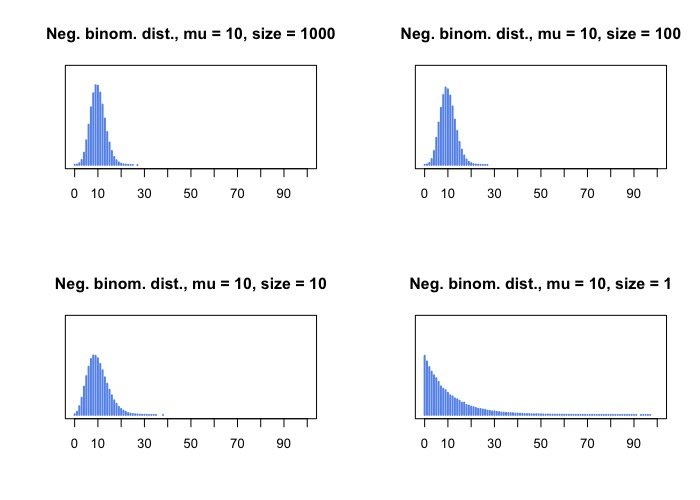 Neg. binom. dist., mu = 10, size = 1000
0 10 30 50 70 90
Neg. binom. dist., mu = 10, size = 100
0 10 30 50 70 90
Neg. binom. dist., mu = 10, size = 10
0 10 30 50 70 90
Neg. binom. dist., mu = 10, size = 1
0 10 30 50 70 90